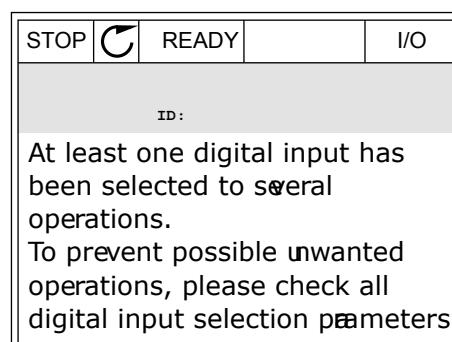 STOP READY I/O
ID:
At least one digital input has
been selected to several
operations.
To prevent possible unwanted
operations, please check all
digital input selection parameters